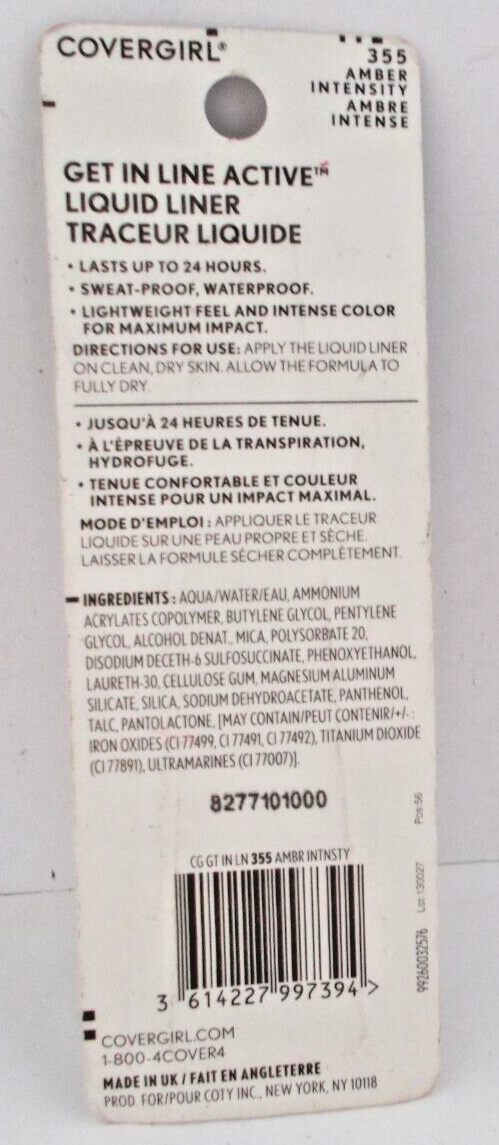 COVERGIRL®
355
AMBER
INTENSITY
AMBRE
INTENSE
GET IN LINE ACTIVE™
LIQUID LINER
TRACEUR LIQUIDE
• LASTS UP TO 24 HOURS.
• SWEAT-PROOF, WATERPROOF.
• LIGHTWEIGHT FEEL AND INTENSE COLOR
FOR MAXIMUM IMPACT.
DIRECTIONS FOR USE: APPLY THE LIQUID LINER
ON CLEAN, DRY SKIN. ALLOW THE FORMULA TO
FULLY DRY.
• JUSQU'À 24 HEURES DE TENUE.
• À L'ÉPREUVE DE LA TRANSPIRATION,
HYDROFUGE.
• TENUE CONFORTABLE ET COULEUR
INTENSE POUR UN IMPACT MAXIMAL.
MODE D'EMPLOI : APPLIQUER LE TRACEUR
LIQUIDE SUR UNE PEAU PROPRE ET SÈCHE.
LAISSER LA FORMULE SÉCHER COMPLÈTEMENT.
INGREDIENTS : AQUA/WATER/EAU, AMMONIUM
ACRYLATES COPOLYMER, BUTYLENE GLYCOL, PENTYLENE
GLYCOL, ALCOHOL DENAT., MICA, POLYSORBATE 20,
DISODIUM DECETH-6 SULFOSUCCINATE, PHENOXYETHANOL,
LAURETH-30, CELLULOSE GUM, MAGNESIUM ALUMINUM
SILICATE, SILICA, SODIUM DEHYDROACETATE, PANTHENOL,
TALC, PANTOLACTONE, [MAY CONTAIN/PEUT CONTENIR/+/- :
IRON OXIDES (CI 77499, CI 77491, CI 77492), TITANIUM DIOXIDE
(CI 77891), ULTRAMARINES (CI 77007)].
8277101000
CG GT IN LN 355 AMBR INTNSTY
3 614227 997394 >
99260032576 Lot:130027 Pos:56
COVERGIRL.COM
1-800-4COVER4
MADE IN UK / FAIT EN ANGLETERRE
PROD. FOR/POUR COTY INC., NEW YORK, NY 10118